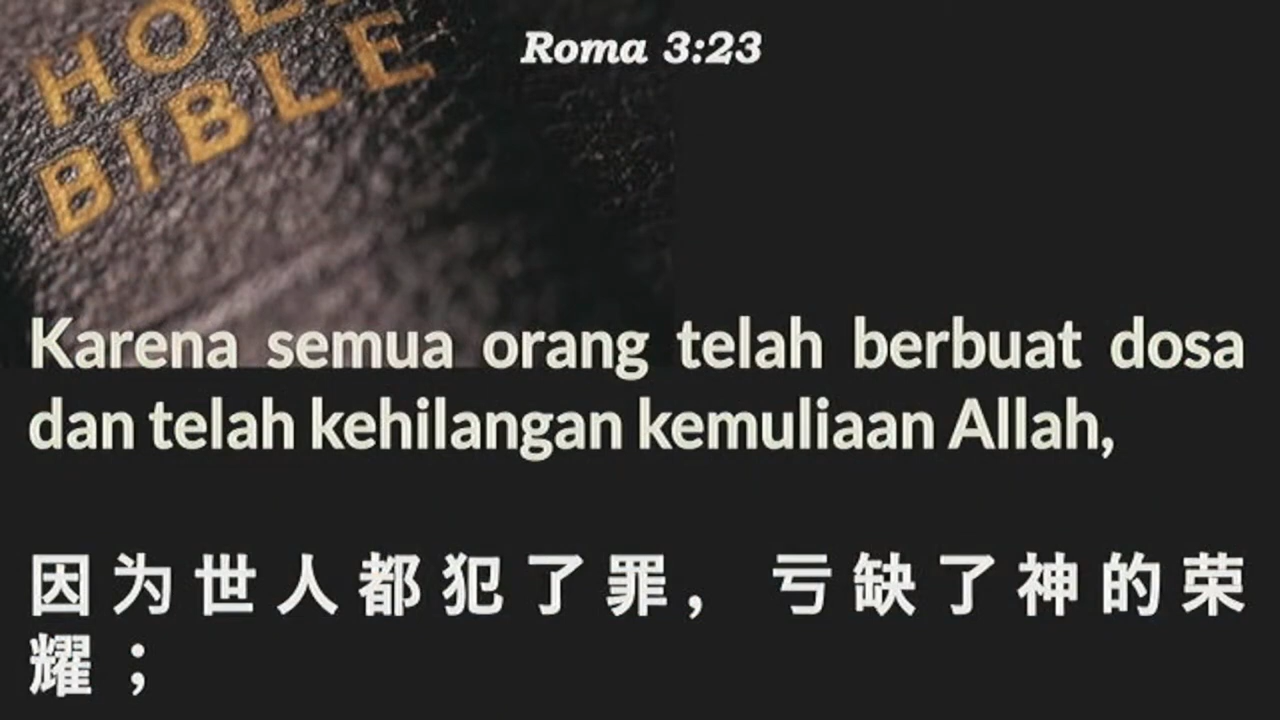 HOL
BIBLE
Roma 3:23
Karena semua orang telah berbuat dosa
dan telah kehilangan kemuliaan Allah,
因为世人都犯了罪，亏缺了神的荣
耀；